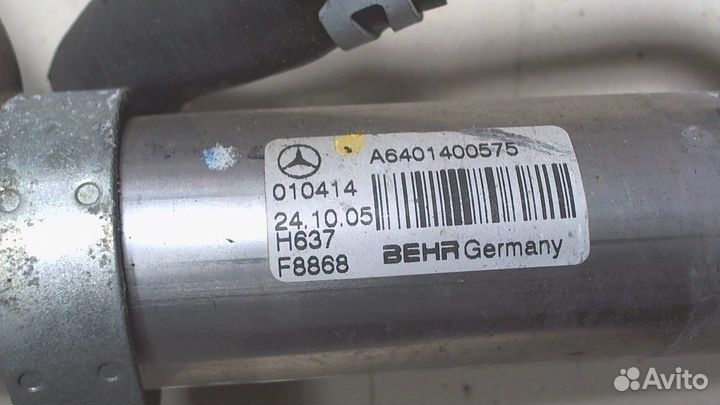 A6401400575
010414
24.10.05
H637
F8868
BEHR Germany
Avito